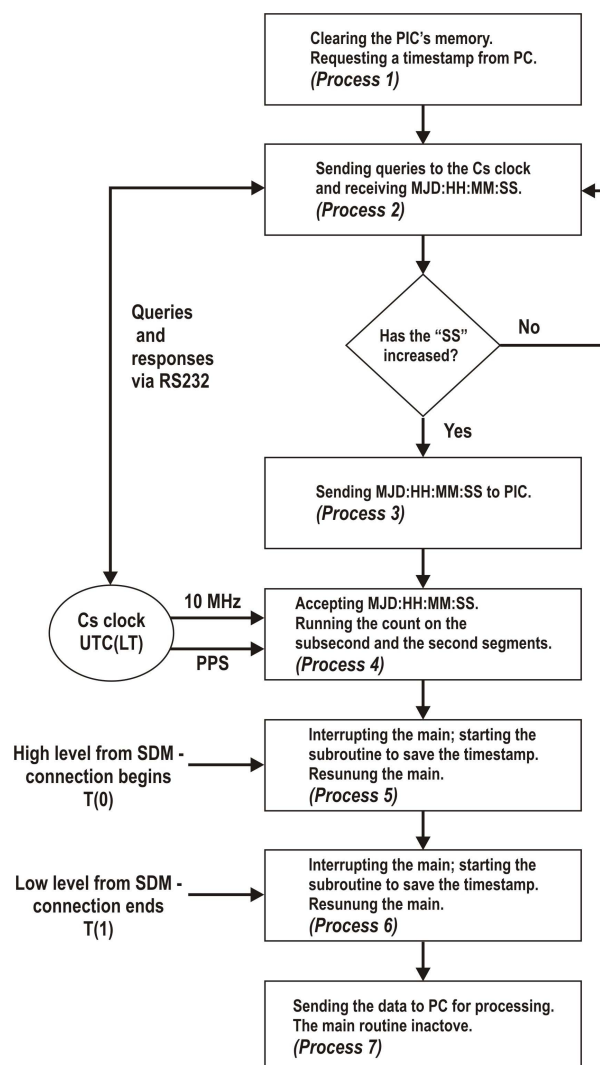 Clearing the PIC's memory.
Requesting a timestamp from PC.
(Process 1)
Sending queries to the Cs clock
and receiving MJD:HH:MM:SS.
(Process 2)
Queries
and
responses
via RS232
Has the “SS”
increased?
No
Yes
Sending MJD:HH:MM:SS to PIC.
(Process 3)
Cs clock
UTC(LT)
10 MHz
PPS
Accepting MJD:HH:MM:SS.
Running the count on the
subsecond and the second segments.
(Process 4)
High level from SDM -
connection begins
T(0)
Interrupting the main; starting the
subroutine to save the timestamp.
Resunung the main.
(Process 5)
Low level from SDM -
connection ends
T(1)
Interrupting the main; starting the
subroutine to save the timestamp.
Resunung the main.
(Process 6)
Sending the data to PC for processing.
The main routine inactove.
(Process 7)